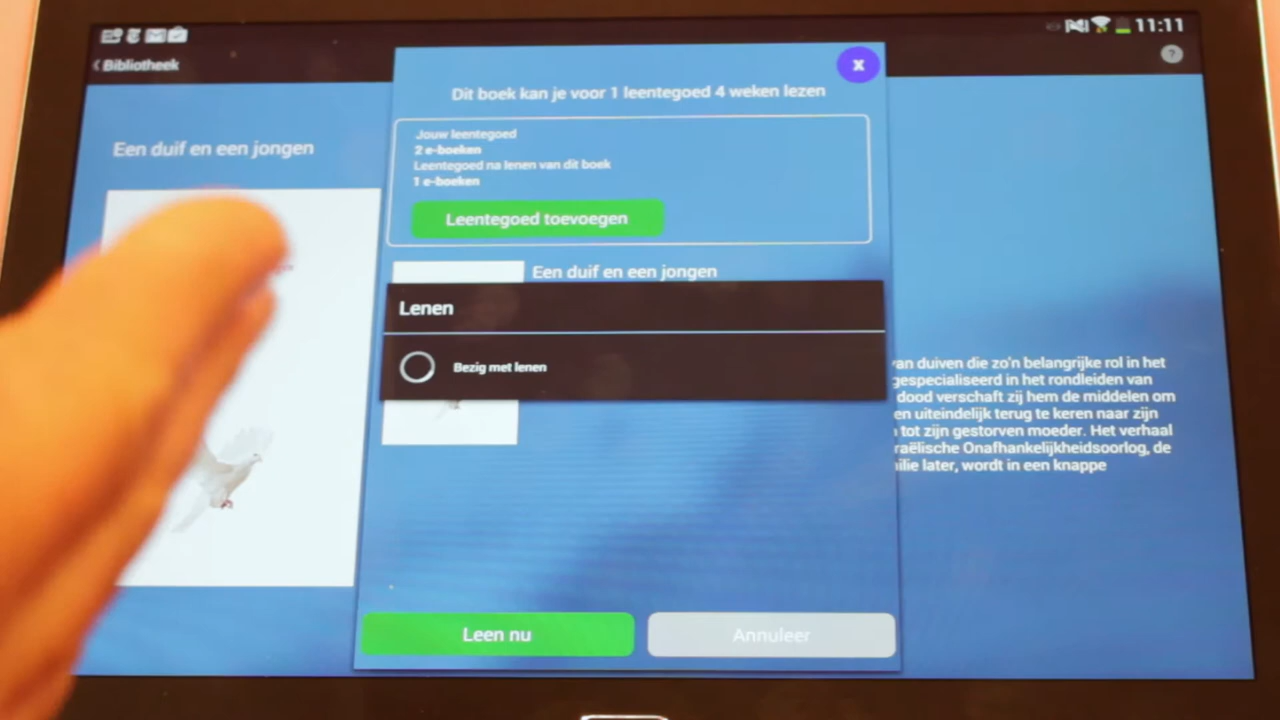 11:11
Bibliotheek
?
x
Dit boek kan je voor 1 leentegoed 4 weken lezen
Een duif en een jongen
Jouw leentegoed
2 e-boeken
Leentegoed na lenen van dit boek
1 e-boeken
Leentegoed toevoegen
Een duif en een jongen
Lenen
Bezig met lenen
van duiven die zo'n belangrijke rol in het
gespecialiseerd in het rondleiden van
dood verschaft zij hem de middelen om
en uiteindelijk terug te keren naar zijn
tot zijn gestorven moeder. Het verhaal
raëlische Onafhankelijkheidsoorlog, de
ilie later, wordt in een knappe
Leen nu
Annuleer